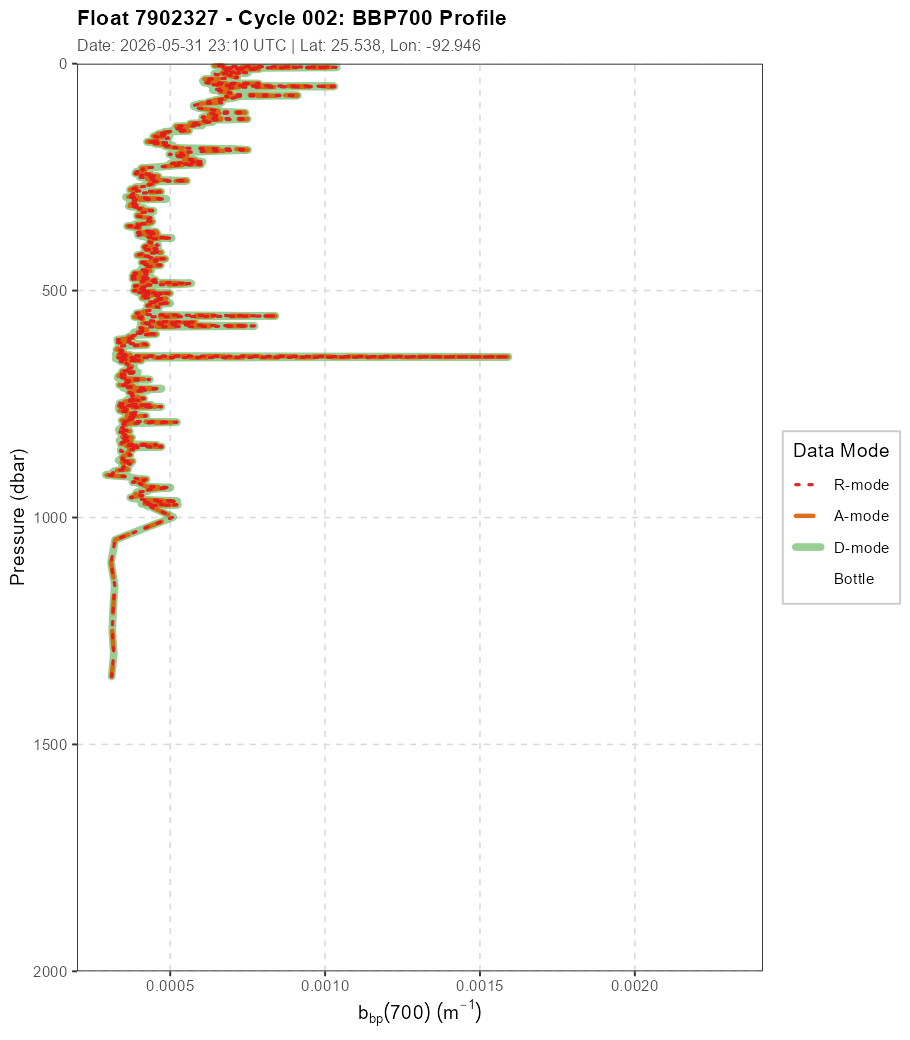 Float 7902327 - Cycle 002: BBP700 Profile
Date: 2026-05-31 23:10 UTC | Lat: 25.538, Lon: -92.946
0
500
1000
1500
2000
Pressure (dbar)
0.0005
0.0010
0.0015
0.0020
b_bp(700) (m⁻¹)
Data Mode
R-mode
A-mode
D-mode
Bottle